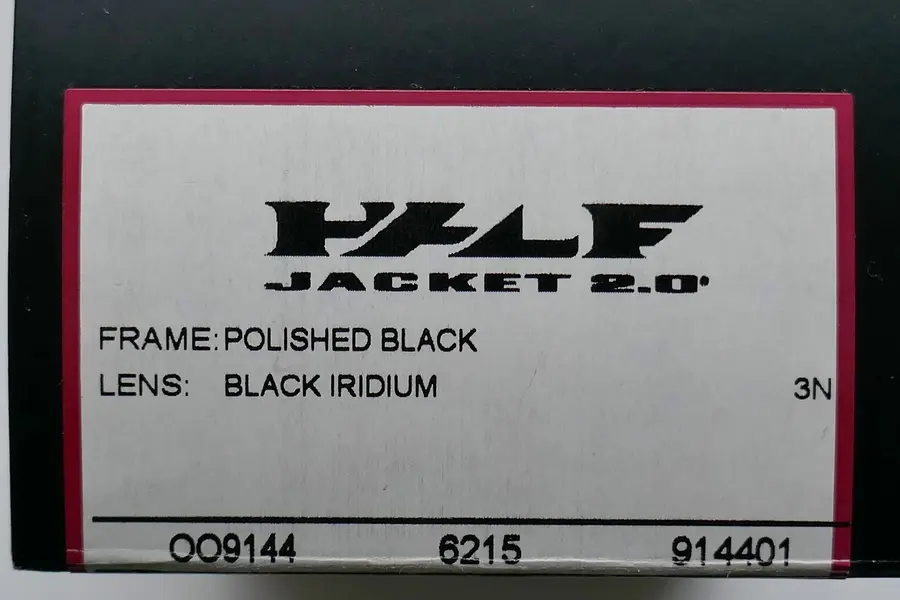 HALF
JACKET 2.0
FRAME: POLISHED BLACK
LENS: BLACK IRIDIUM 3N
OO9144 6215 914401